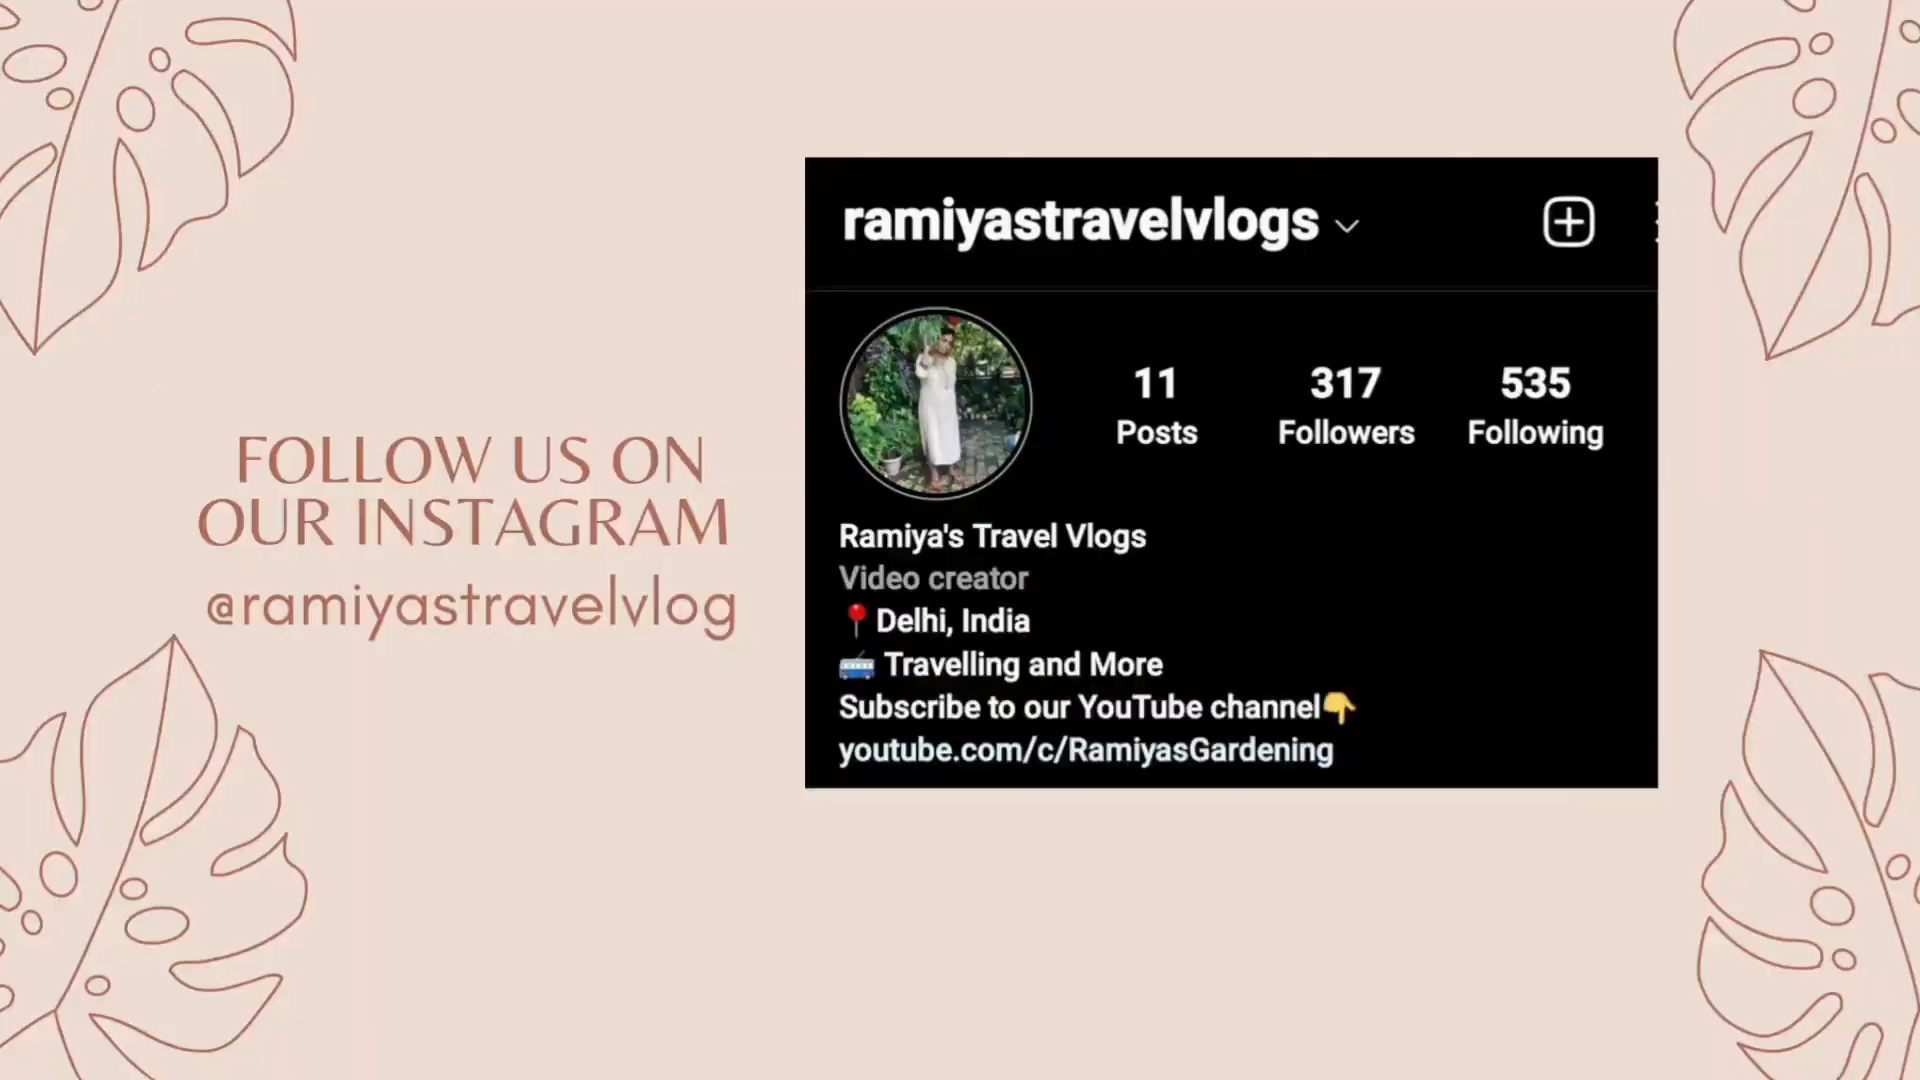 FOLLOW US ON
OUR INSTAGRAM
@ramiyastravelvlog
ramiyastravelvlogs
11
Posts
317
Followers
535
Following
Ramiya's Travel Vlogs
Video creator
📍Delhi, India
🚎 Travelling and More
Subscribe to our YouTube channel👇
youtube.com/c/RamiyasGardening